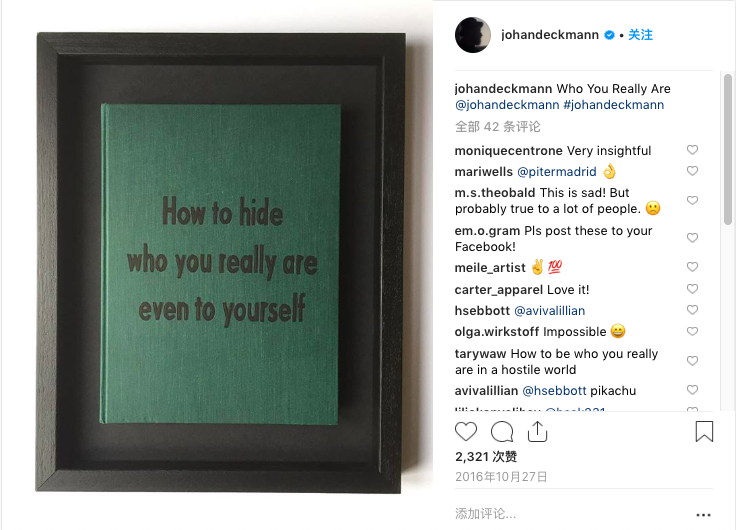 How to hide
who you really are
even to yourself
johandeckmann • 关注
johandeckmann Who You Really Are
@johandeckmann #johandeckmann
全部 42 条评论
moniquecentrone Very insightful
mariwells @pitermadrid 👌
m.s.theobald This is sad! But
probably true to a lot of people. 🙁
em.o.gram Pls post these to your
Facebook!
meile_artist ✌️💯
carter_apparel Love it!
hsebbott @avivalillian
olga.wirkstoff Impossible 😄
tarywaw How to be who you really
are in a hostile world
avivalillian @hsebbott pikachu
2,321 次赞
2016年10月27日
添加评论...